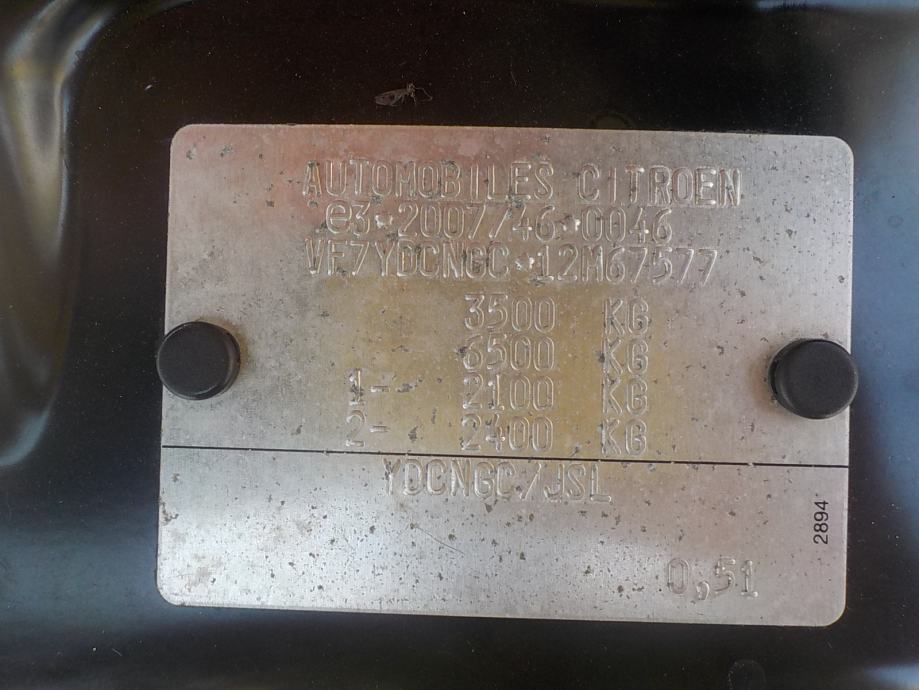 AUTOMOBILES CITROEN
e3*2007/46*0046
VF7YDCNGC*12M67577
3500 KG
6500 KG
1- 2100 KG
2- 2400 KG
YDCNGC/JS1
2894
0,51